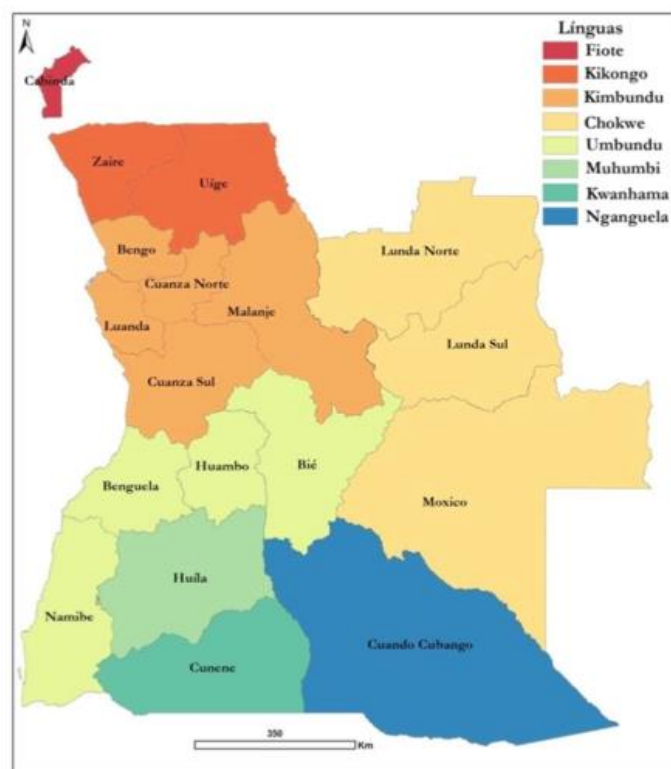 N
Línguas
Fiote
Kikongo
Kimbundu
Chokwe
Umbundu
Muhumbi
Kwanhama
Nganguela
Cabinda
Zaire
Uíge
Bengo
Cuanza Norte
Lunda Norte
Luanda
Malanje
Lunda Sul
Cuanza Sul
Benguela
Huambo
Bié
Moxico
Namibe
Huíla
Cuando Cubango
Cunene
350
Km